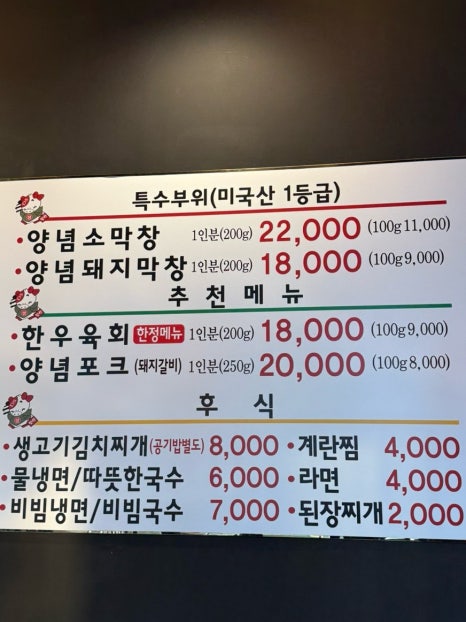 특수부위(미국산 1등급)
•양념소막창 1인분(200g) 22,000 (100g 11,000)
•양념돼지막창 1인분(200g) 18,000 (100g 9,000)
추천메뉴
•한우육회 한정메뉴 1인분(200g) 18,000 (100g 9,000)
•양념포크(돼지갈비) 1인분(250g) 20,000 (100g 8,000)
후식
•생고기김치찌개(공기밥별도) 8,000 •계란찜 4,000
•물냉면/따뜻한국수 6,000 •라면 4,000
•비빔냉면/비빔국수 7,000 •된장찌개 2,000